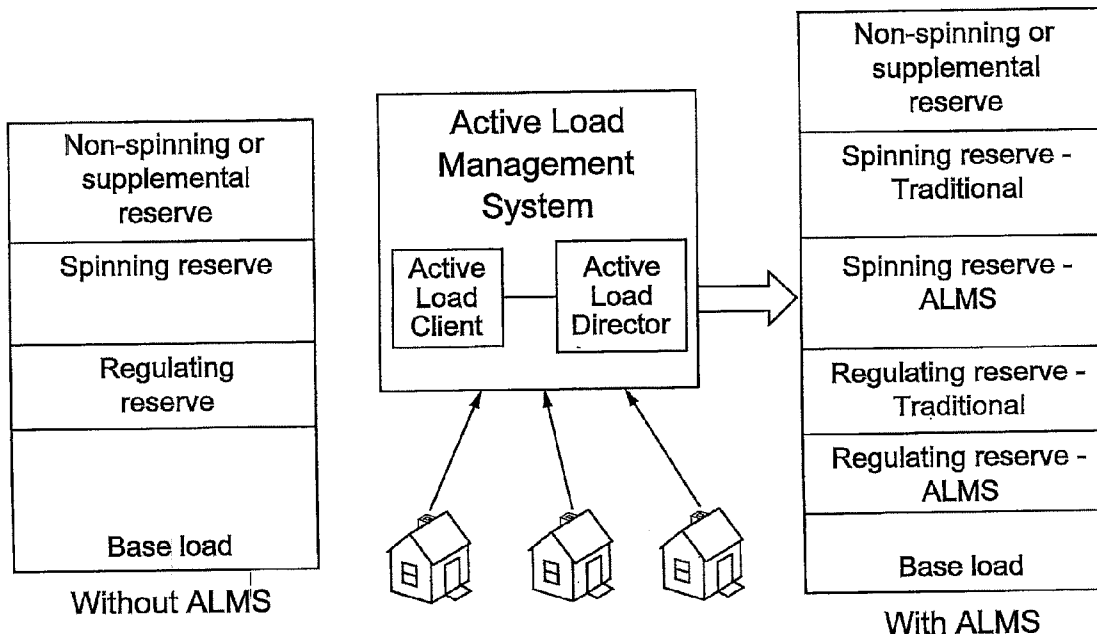 Non-spinning or
supplemental
reserve
Spinning reserve
Regulating
reserve
Base load
Without ALMS
Active Load
Management
System
Active
Load
Client
Active
Load
Director
Non-spinning or
supplemental
reserve
Spinning reserve -
Traditional
Spinning reserve -
ALMS
Regulating reserve -
Traditional
Regulating reserve -
ALMS
Base load
With ALMS